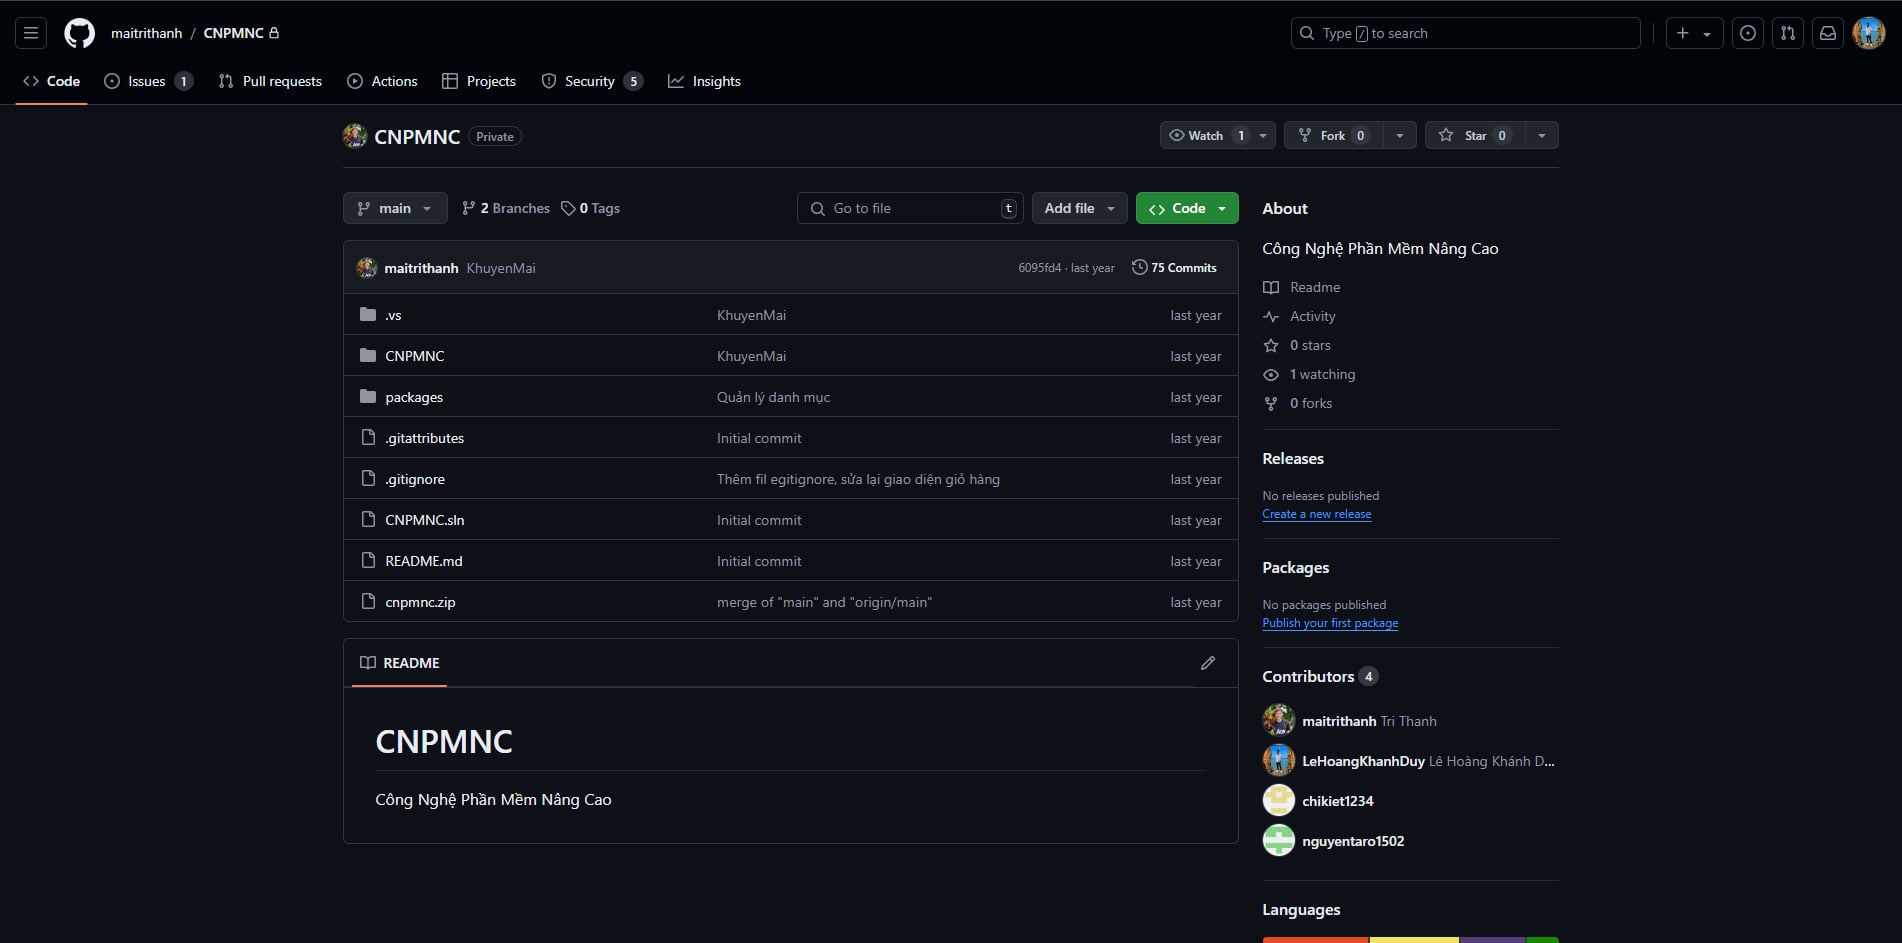 maitrithanh / CNPMNC
Type / to search
Code Issues 1 Pull requests Actions Projects Security 5 Insights
CNPMNC Private
Watch 1 Fork 0 Star 0
main 2 Branches 0 Tags Go to file t Add file Code
maitrithanh KhuyenMai 6095fd4 · last year 75 Commits
.vs KhuyenMai last year
CNPMNC KhuyenMai last year
packages Quản lý danh mục last year
.gitattributes Initial commit last year
.gitignore Thêm fil egitignore, sửa lại giao diện giỏ hàng last year
CNPMNC.sln Initial commit last year
README.md Initial commit last year
cnpmnc.zip merge of "main" and "origin/main" last year
README
CNPMNC
Công Nghệ Phần Mềm Nâng Cao
About
Công Nghệ Phần Mềm Nâng Cao
Readme
Activity
0 stars
1 watching
0 forks
Releases
No releases published
Create a new release
Packages
No packages published
Publish your first package
Contributors 4
maitrithanh Tri Thanh
LeHoangKhanhDuy Lê Hoàng Khánh D...
chikiet1234
nguyentaro1502
Languages